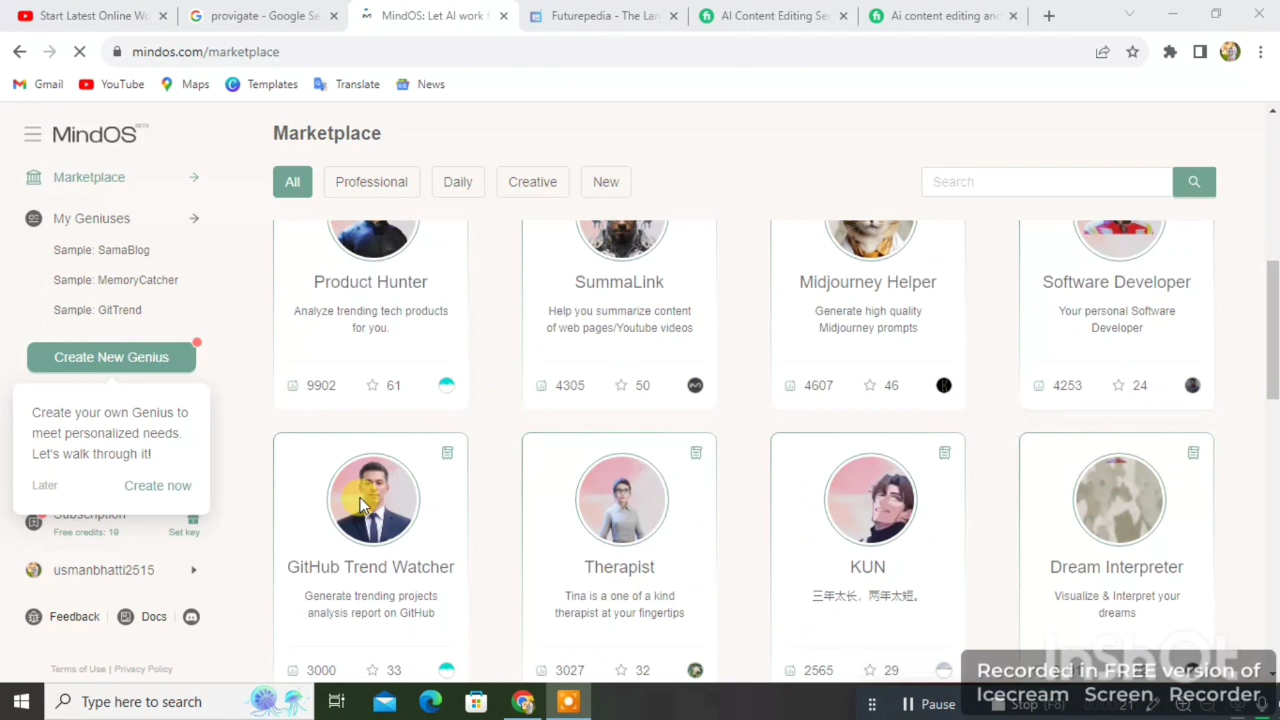 Start Latest Online Wo
provigate - Google Se
MindOS: Let AI work f
Futurepedia - The Larg
AI Content Editing Ser
Ai content editing and
mindos.com/marketplace
Gmail
YouTube
Maps
Templates
Translate
News
MindOS BETA
Marketplace
My Geniuses
Sample: SamaBlog
Sample: MemoryCatcher
Sample: GitTrend
Create New Genius
Create your own Genius to
meet personalized needs.
Let's walk through it!
Later
Create now
Subscription
Free credits: 19
Set key
usmanbhatti2515
Feedback
Docs
Terms of Use | Privacy Policy
Marketplace
All
Professional
Daily
Creative
New
Search
Product Hunter
Analyze trending tech products
for you.
9902
61
SummaLink
Help you summarize content
of web pages/Youtube videos
4305
50
Midjourney Helper
Generate high quality
Midjourney prompts
4607
46
Software Developer
Your personal Software
Developer
4253
24
GitHub Trend Watcher
Generate trending projects
analysis report on GitHub
3000
33
Therapist
Tina is a one of a kind
therapist at your fingertips
3027
32
KUN
三年太长，两年太短。
2565
29
Dream Interpreter
Visualize & Interpret your
dreams
InShOt
Recorded in FREE version of
Icecream Screen Recorder
Type here to search
Pause
Stop (F8)